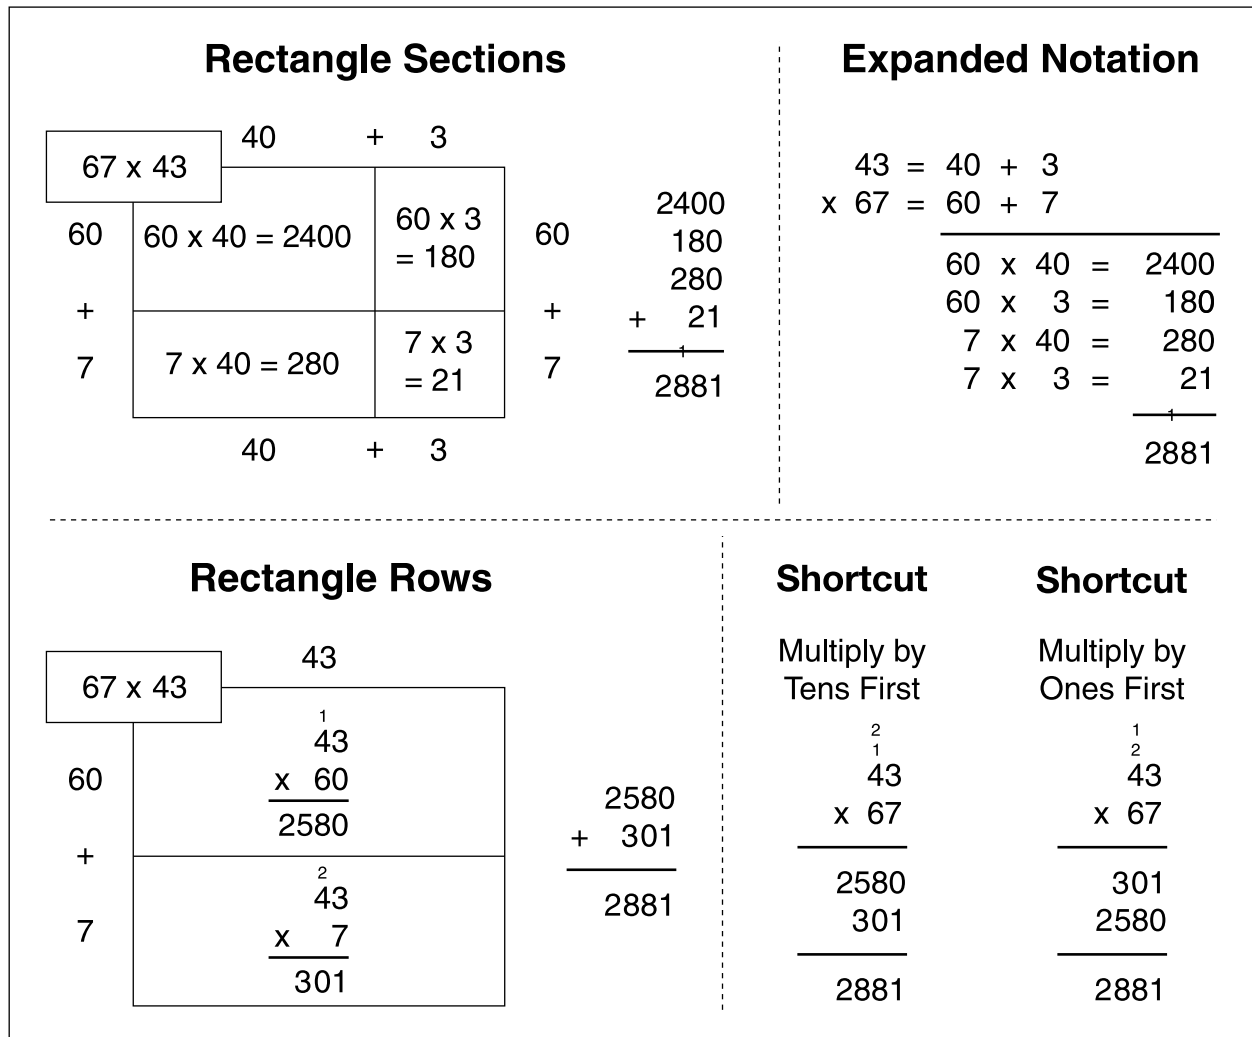 Rectangle Sections
40 + 3
67 x 43
60
+
7
60 x 40 = 2400
60 x 3
= 180
7 x 40 = 280
7 x 3
= 21
60
+
7
40 + 3
2400
180
280
+ 21
1
2881
Expanded Notation
43 = 40 + 3
x 67 = 60 + 7
60 x 40 = 2400
60 x 3 = 180
7 x 40 = 280
7 x 3 = 21
1
2881
Rectangle Rows
43
67 x 43
60
+
7
1
43
x 60
2580
2
43
x 7
301
2580
+ 301
2881
Shortcut
Multiply by
Tens First
2
1
43
x 67
2580
301
2881
Shortcut
Multiply by
Ones First
1
2
43
x 67
301
2580
2881